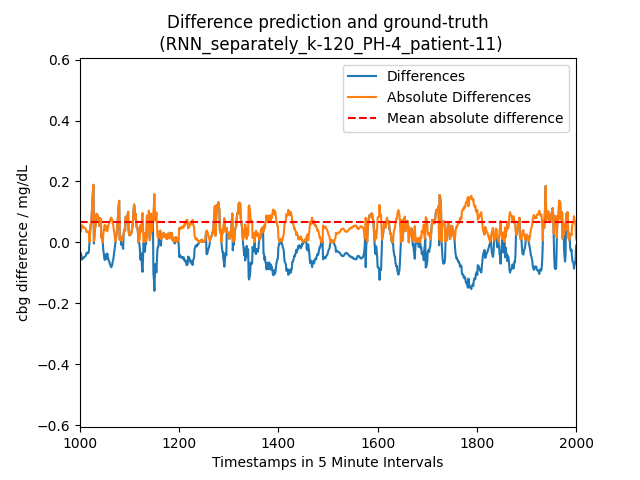 Difference prediction and ground-truth
(RNN_separately_k-120_PH-4_patient-11)
Differences
Absolute Differences
Mean absolute difference
cbg difference / mg/dL
0.6
0.4
0.2
0.0
−0.2
−0.4
−0.6
1000 1200 1400 1600 1800 2000
Timestamps in 5 Minute Intervals